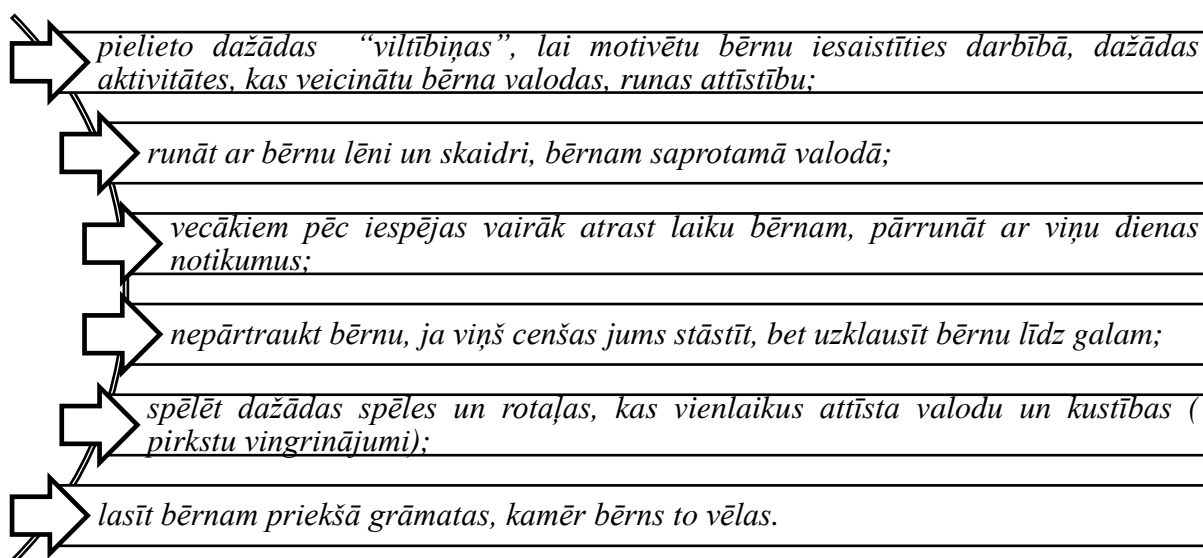 pielieto dažādas “viltībiņas”, lai motivētu bērnu iesaistīties darbībā, dažādas
aktivitātes, kas veicinātu bērna valodas, runas attīstību;
runāt ar bērnu lēni un skaidri, bērnam saprotamā valodā;
vecākiem pēc iespējas vairāk atrast laiku bērnam, pārrunāt ar viņu dienas
notikumus;
nepārtraukt bērnu, ja viņš cenšas jums stāstīt, bet uzklausīt bērnu līdz galam;
spēlēt dažādas spēles un rotaļas, kas vienlaikus attīsta valodu un kustības (
pirkstu vingrinājumi);
lasīt bērnam priekšā grāmatas, kamēr bērns to vēlas.